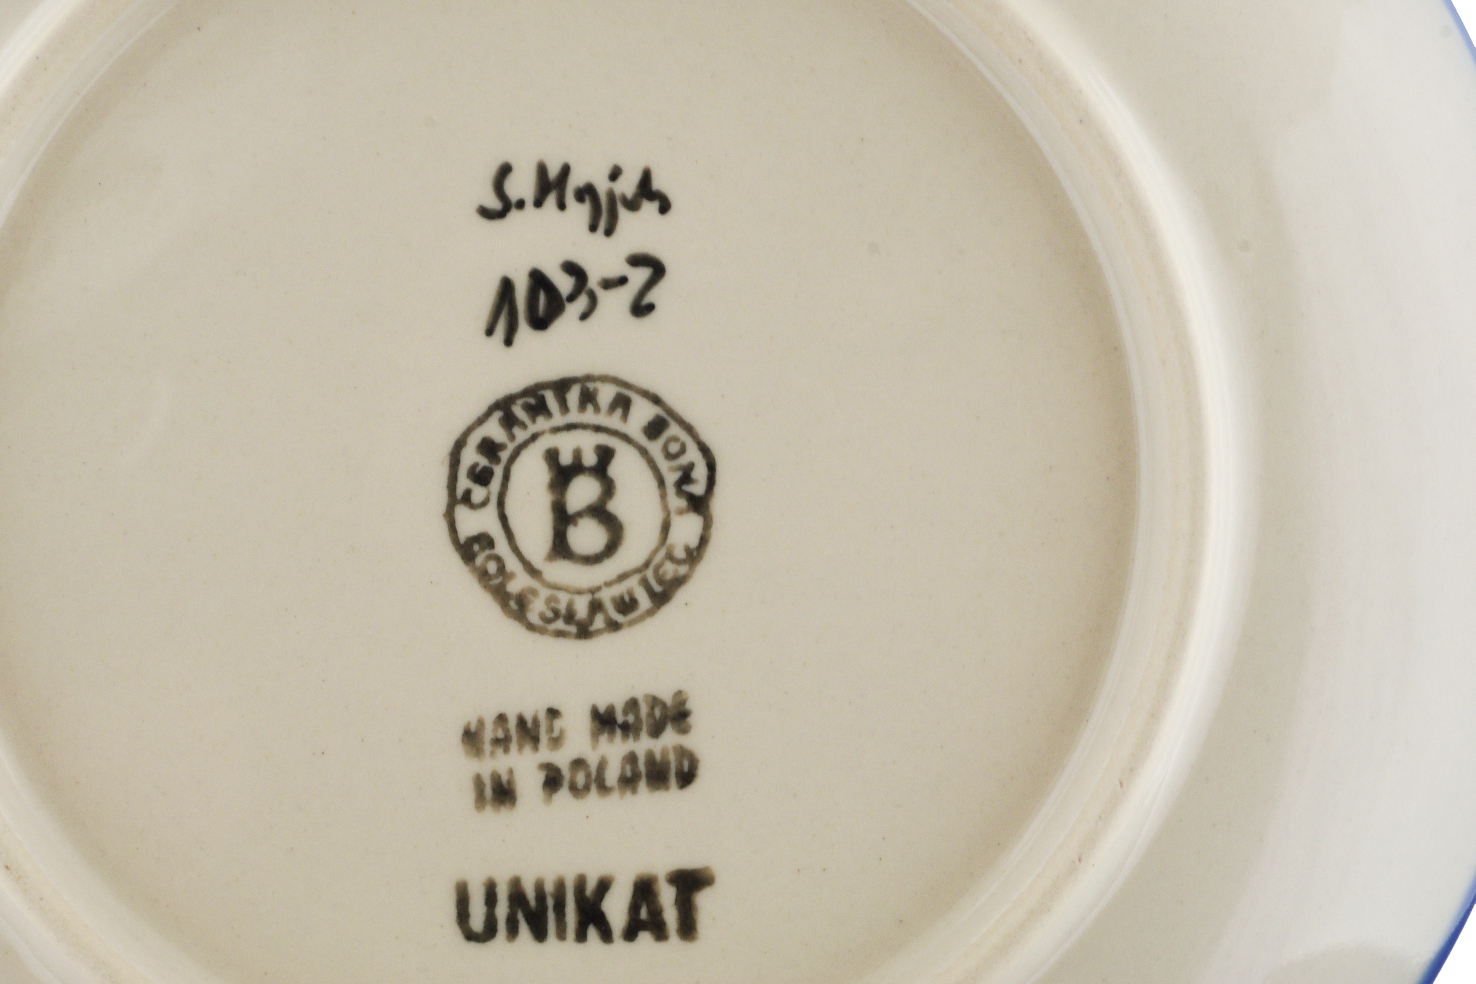 103-2
CERAMIKA BONA
B
BOLESŁAWIEC
HAND MADE
IN POLAND
UNIKAT